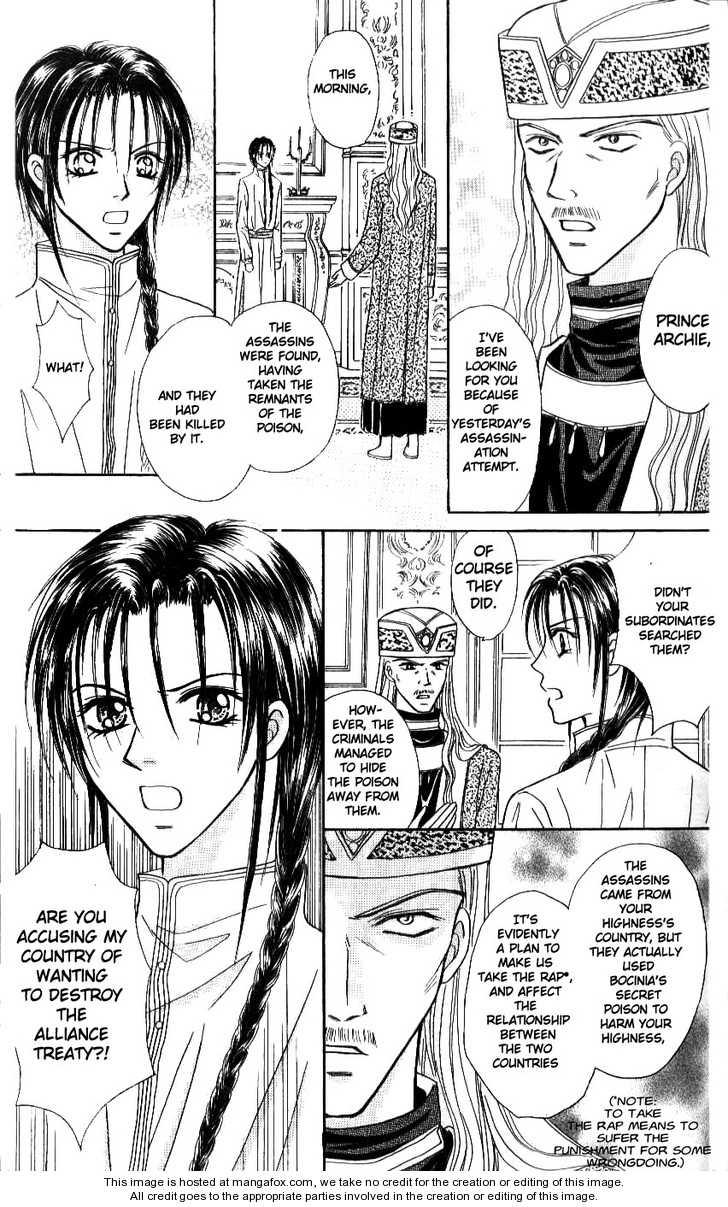 PRINCE
ARCHIE,
I'VE
BEEN
LOOKING
FOR YOU
BECAUSE
OF
YESTERDAY'S
ASSASSIN-
ATION
ATTEMPT.
THIS
MORNING,
THE
ASSASSINS
WERE FOUND,
HAVING
TAKEN THE
REMNANTS
OF THE
POISON,
AND THEY
HAD
BEEN KILLED
BY IT.
WHAT!
DIDN'T
YOUR
SUBORDINATES
SEARCHED
THEM?
OF
COURSE
THEY
DID.
HOW-
EVER, THE
CRIMINALS
MANAGED
TO HIDE
THE POISON
AWAY FROM
THEM.
THE
ASSASSINS
CAME FROM
YOUR
HIGHNESS'S
COUNTRY, BUT
THEY ACTUALLY
USED
BOCINIA'S
SECRET
POISON TO
HARM YOUR
HIGHNESS,
IT'S
EVIDENTLY
A PLAN TO
MAKE US
TAKE THE RAP*,
AND AFFECT
THE
RELATIONSHIP
BETWEEN
THE TWO
COUNTRIES
(*NOTE:
TO TAKE
THE RAP MEANS TO
SUFER THE
PUNISHMENT FOR SOME
WRONGDOING.)
ARE YOU
ACCUSING MY
COUNTRY OF
WANTING
TO DESTROY
THE
ALLIANCE
TREATY?!
This image is hosted at mangafox.com, we take no credit for the creation or editing of this image.
All credit goes to the appropriate parties involved in the creation or editing of this image.